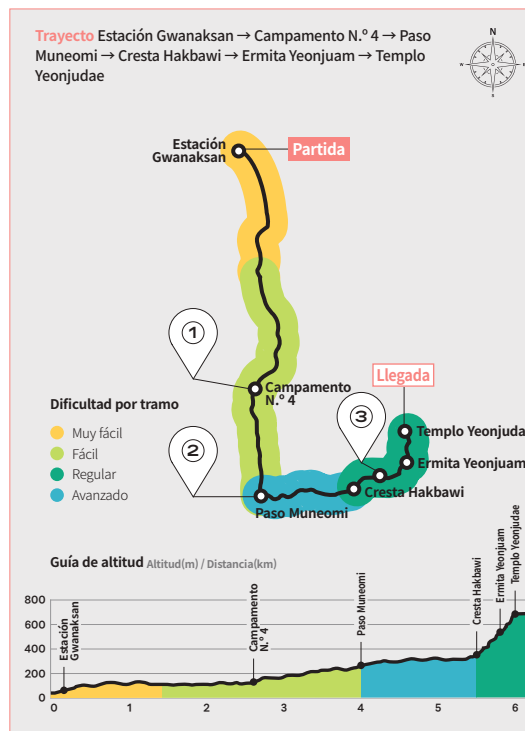 Trayecto Estación Gwanaksan → Campamento N.º 4 → Paso
Muneomi → Cresta Hakbawi → Ermita Yeonjuam → Templo
Yeonjudae
N
W
E
S
Estación
Gwanaksan
Partida
1
Campamento
N.º 4
Llegada
3
Dificultad por tramo
Muy fácil
Fácil
Regular
Avanzado
2
Templo Yeonjuda
Ermita Yeonjuam
Cresta Hakbawi
Paso Muneomi
Guía de altitud Altitud(m) / Distancia(km)
800
600
400
200
0
Estación
Gwanaksan
Campamento
N.º 4
Paso Muneomi
Cresta Hakbawi
Ermita Yeonjuam
Templo Yeonjudae
0 1 2 3 4 5 6